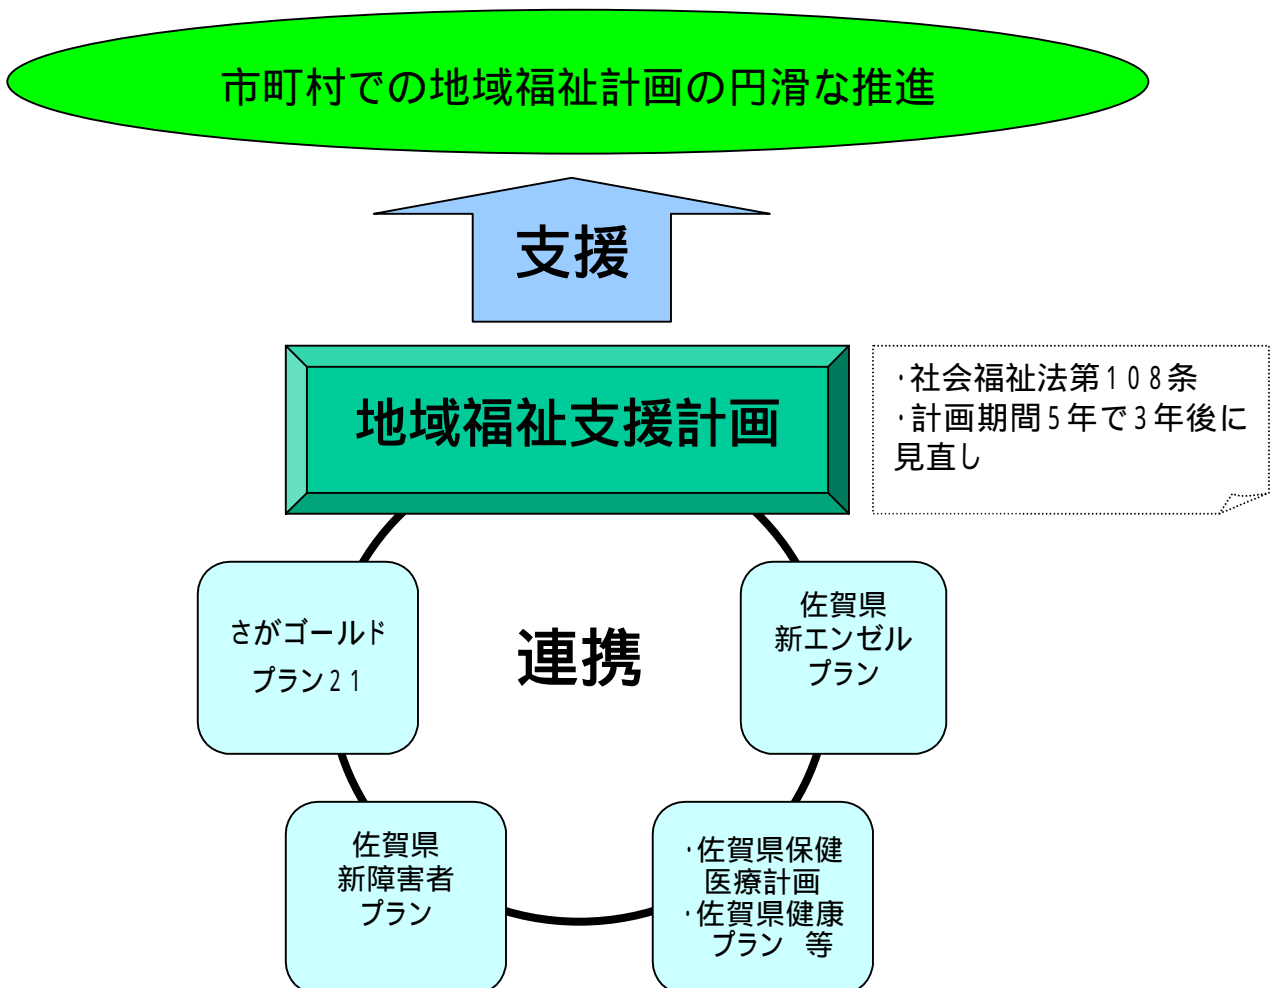 市町村での地域福祉計画の円滑な推進
支援
地域福祉支援計画
・社会福祉法第108条
・計画期間5年で3年後に
見直し
さがゴールド
プラン21
連携
佐賀県
新エンゼル
プラン
佐賀県
新障害者
プラン
・佐賀県保健
医療計画
・佐賀県健康
プラン 等